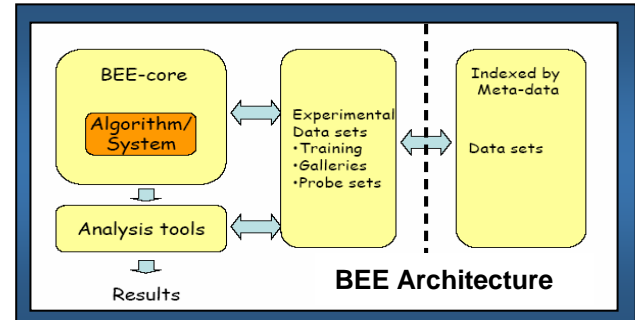 BEE-core
Algorithm/
System
Analysis tools
Results
Experimental
Data sets
•Training
•Galleries
•Probe sets
Indexed by
Meta-data
Data sets
BEE Architecture